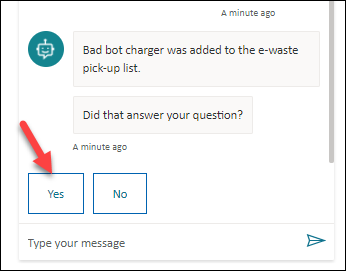 A minute ago
Bad bot charger was added to the e-waste
pick-up list.
Did that answer your question?
A minute ago
Yes No
Type your message